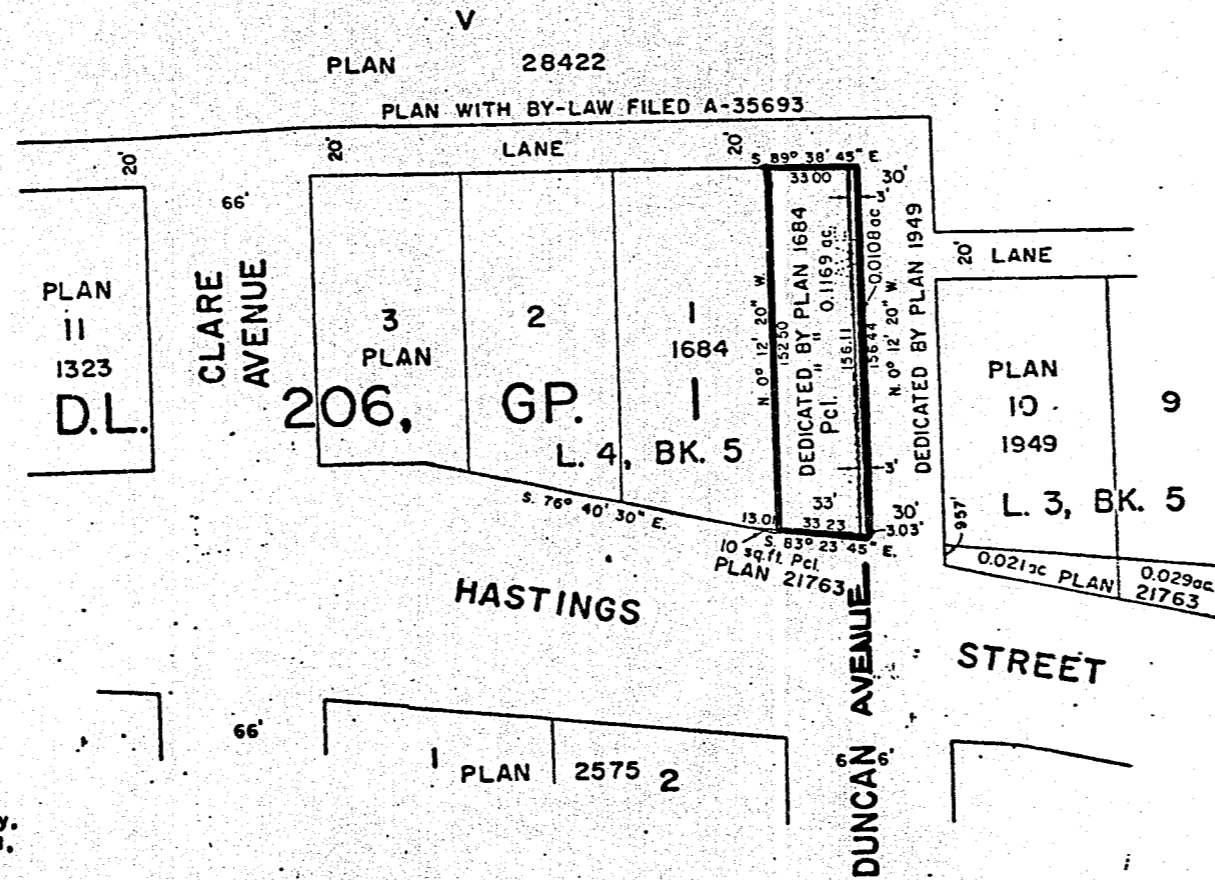 V
PLAN 28422
PLAN WITH BY-LAW FILED A-35693
20'
20'
LANE
20'
S 89° 38' 45" E.
66'
33 00
30'
3'
PLAN
11
1323
D.L.
CLARE
AVENUE
3
PLAN
206,
2
GP.
1
1684
1
L. 4, BK. 5
N 0° 12' 20" W.
152.50
DEDICATED BY PLAN 1684
Pcl. " " 0.1169 ac.
156.11
0.0108 ac
156.44
N. 0° 12' 20" W.
DEDICATED BY PLAN 1949
20'
LANE
PLAN
10
1949
9
L. 3, BK. 5
3'
33'
30'
S. 76° 40' 30" E.
13.01
33 23
3.03'
S. 83° 23' 45" E.
10 sq.ft. Pcl.
PLAN 21763
957'
0.021 ac PLAN 21763
0.029 ac
HASTINGS
STREET
DUNCAN AVENUE
66'
66'
1
PLAN 2575
2
y.